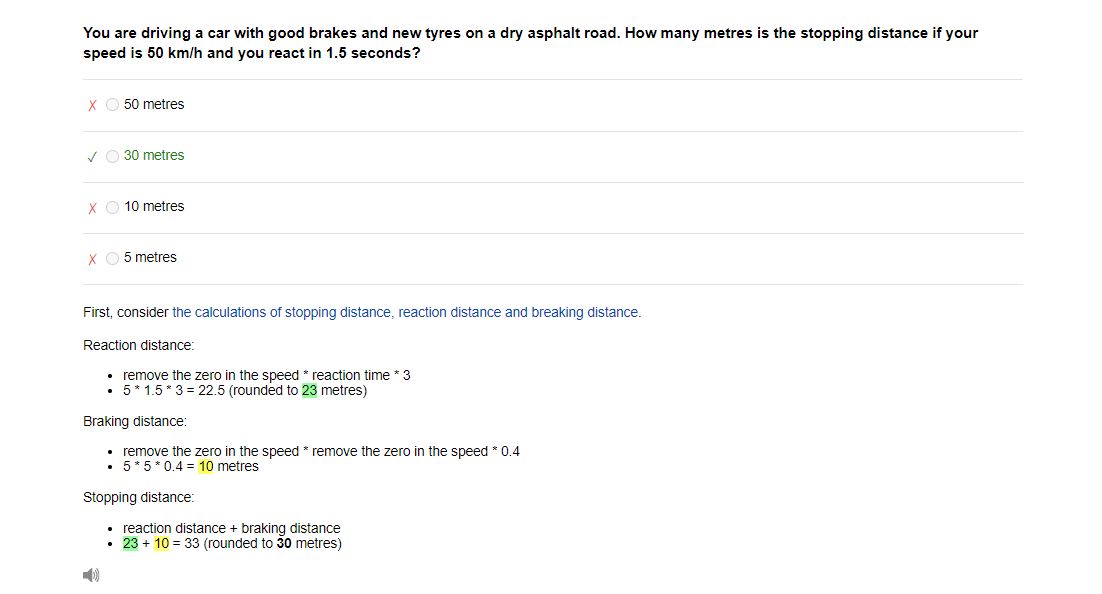 You are driving a car with good brakes and new tyres on a dry asphalt road. How many metres is the stopping distance if your
speed is 50 km/h and you react in 1.5 seconds?
✗ 50 metres
✓ 30 metres
✗ 10 metres
✗ 5 metres
First, consider the calculations of stopping distance, reaction distance and breaking distance.
Reaction distance:
• remove the zero in the speed * reaction time * 3
• 5 * 1.5 * 3 = 22.5 (rounded to 23 metres)
Braking distance:
• remove the zero in the speed * remove the zero in the speed * 0.4
• 5 * 5 * 0.4 = 10 metres
Stopping distance:
• reaction distance + braking distance
• 23 + 10 = 33 (rounded to 30 metres)